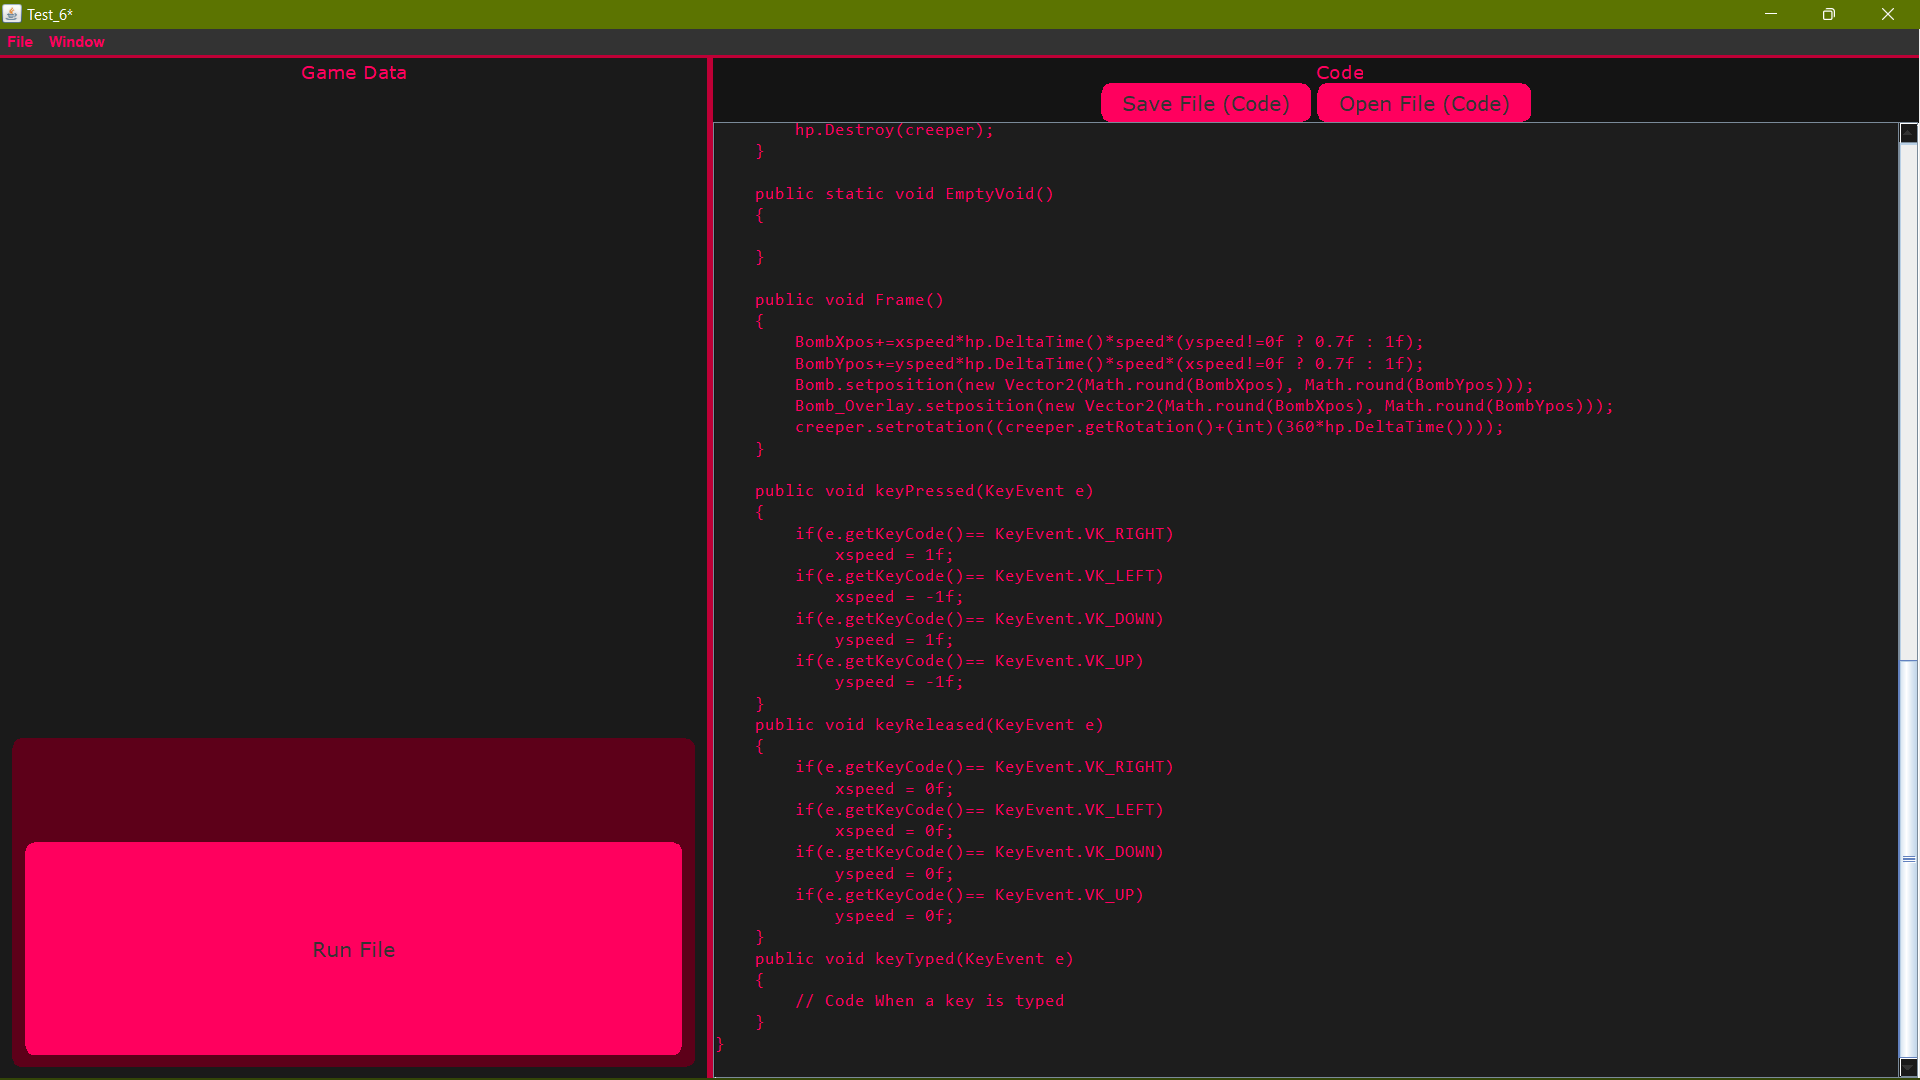 Test_6*
File Window
Game Data
Code
Save File (Code) Open File (Code)
hp.Destroy(creeper);
}
public static void EmptyVoid()
{
}
public void Frame()
{
BombXpos+=xspeed*hp.DeltaTime()*speed*(yspeed!=0f ? 0.7f : 1f);
BombYpos+=yspeed*hp.DeltaTime()*speed*(xspeed!=0f ? 0.7f : 1f);
Bomb.setposition(new Vector2(Math.round(BombXpos), Math.round(BombYpos)));
Bomb_Overlay.setposition(new Vector2(Math.round(BombXpos), Math.round(BombYpos)));
creeper.setrotation((creeper.getRotation()+(int)(360*hp.DeltaTime())));
}
public void keyPressed(KeyEvent e)
{
if(e.getKeyCode()== KeyEvent.VK_RIGHT)
xspeed = 1f;
if(e.getKeyCode()== KeyEvent.VK_LEFT)
xspeed = -1f;
if(e.getKeyCode()== KeyEvent.VK_DOWN)
yspeed = 1f;
if(e.getKeyCode()== KeyEvent.VK_UP)
yspeed = -1f;
}
public void keyReleased(KeyEvent e)
{
if(e.getKeyCode()== KeyEvent.VK_RIGHT)
xspeed = 0f;
if(e.getKeyCode()== KeyEvent.VK_LEFT)
xspeed = 0f;
if(e.getKeyCode()== KeyEvent.VK_DOWN)
yspeed = 0f;
if(e.getKeyCode()== KeyEvent.VK_UP)
yspeed = 0f;
}
public void keyTyped(KeyEvent e)
{
// Code When a key is typed
}
}
Run File